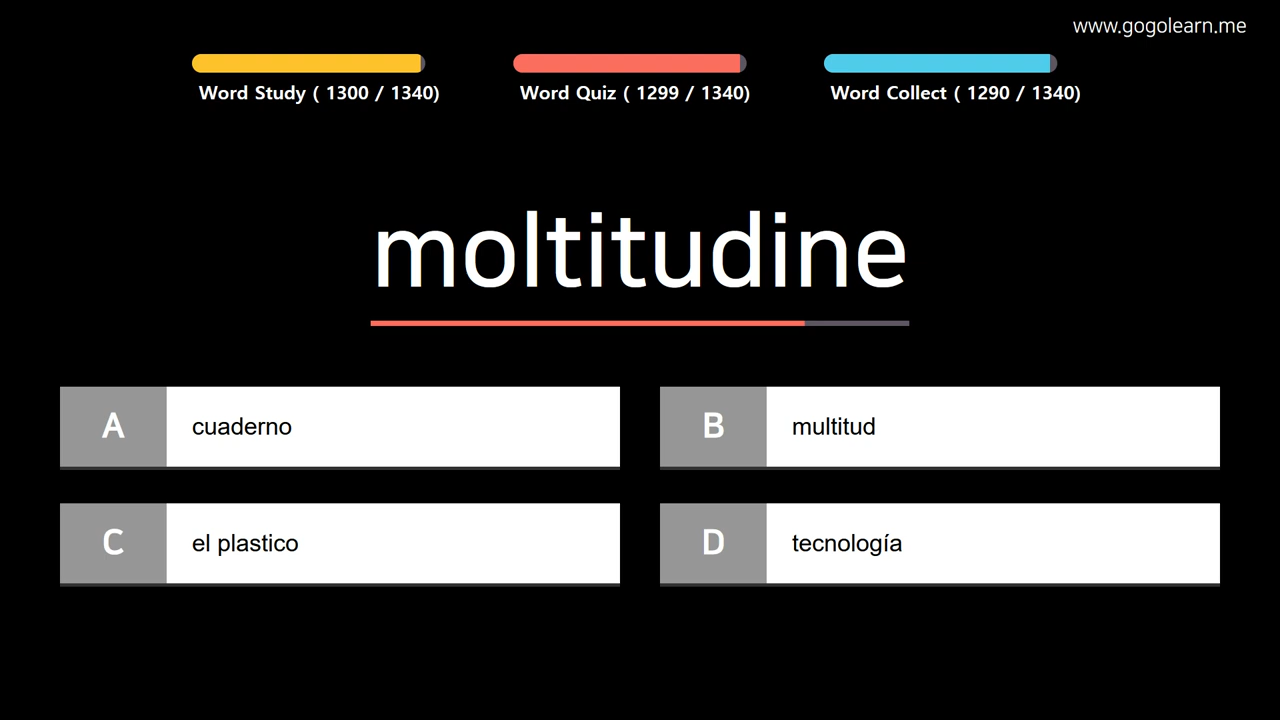 www.gogolearn.me
Word Study ( 1300 / 1340)
Word Quiz ( 1299 / 1340)
Word Collect ( 1290 / 1340)
moltitudine
A cuaderno
B multitud
C el plastico
D tecnología